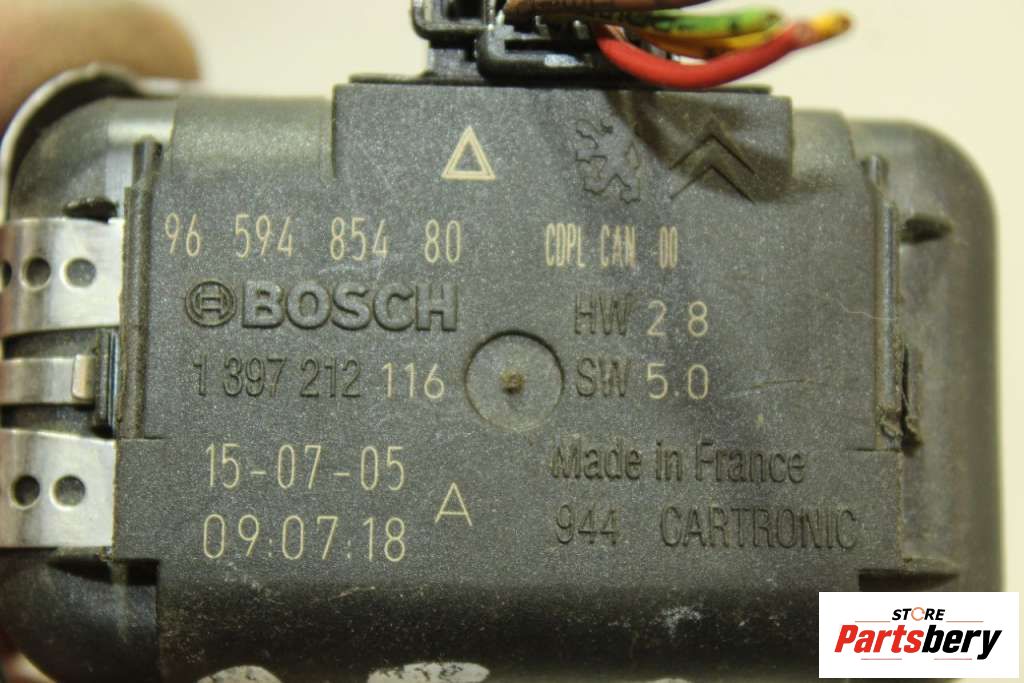 96 594 854 80 CDPL CAN 00
BOSCH HW 2 8
1 397 212 116 SW 5.0
15-07-05 Made in France
09:07:18 A 944 CARTRONIC
STORE
Partsbery